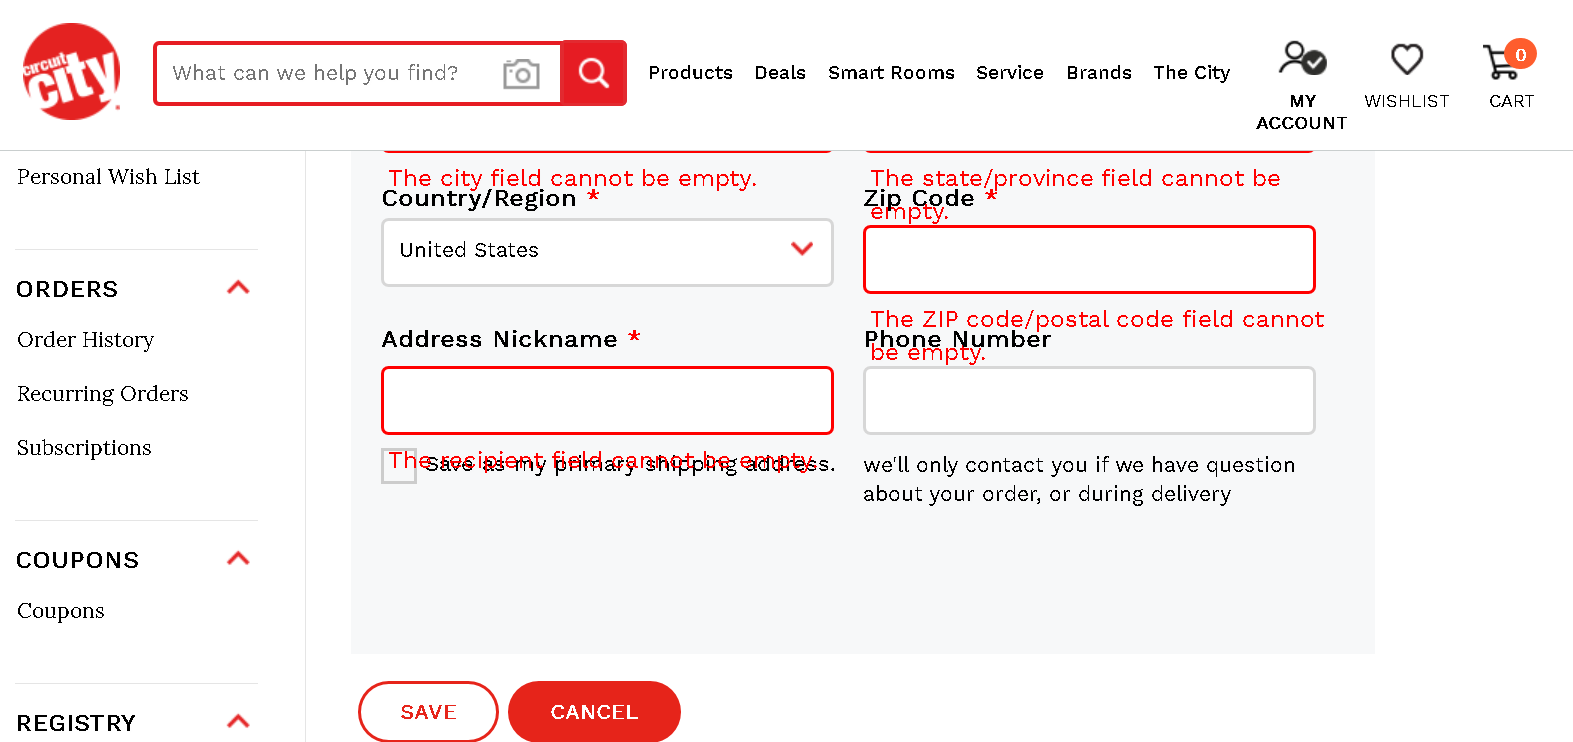 circuit
city
What can we help you find?
Products Deals Smart Rooms Service Brands The City
MY
ACCOUNT
WISHLIST
0
CART
Personal Wish List
ORDERS
Order History
Recurring Orders
Subscriptions
COUPONS
Coupons
REGISTRY
The city field cannot be empty.
Country/Region *
United States
The state/province field cannot be
empty.
Zip Code *
Address Nickname *
The recipient field cannot be empty.
Save as my primary shipping address.
The ZIP code/postal code field cannot
be empty.
Phone Number
we'll only contact you if we have question
about your order, or during delivery
SAVE
CANCEL